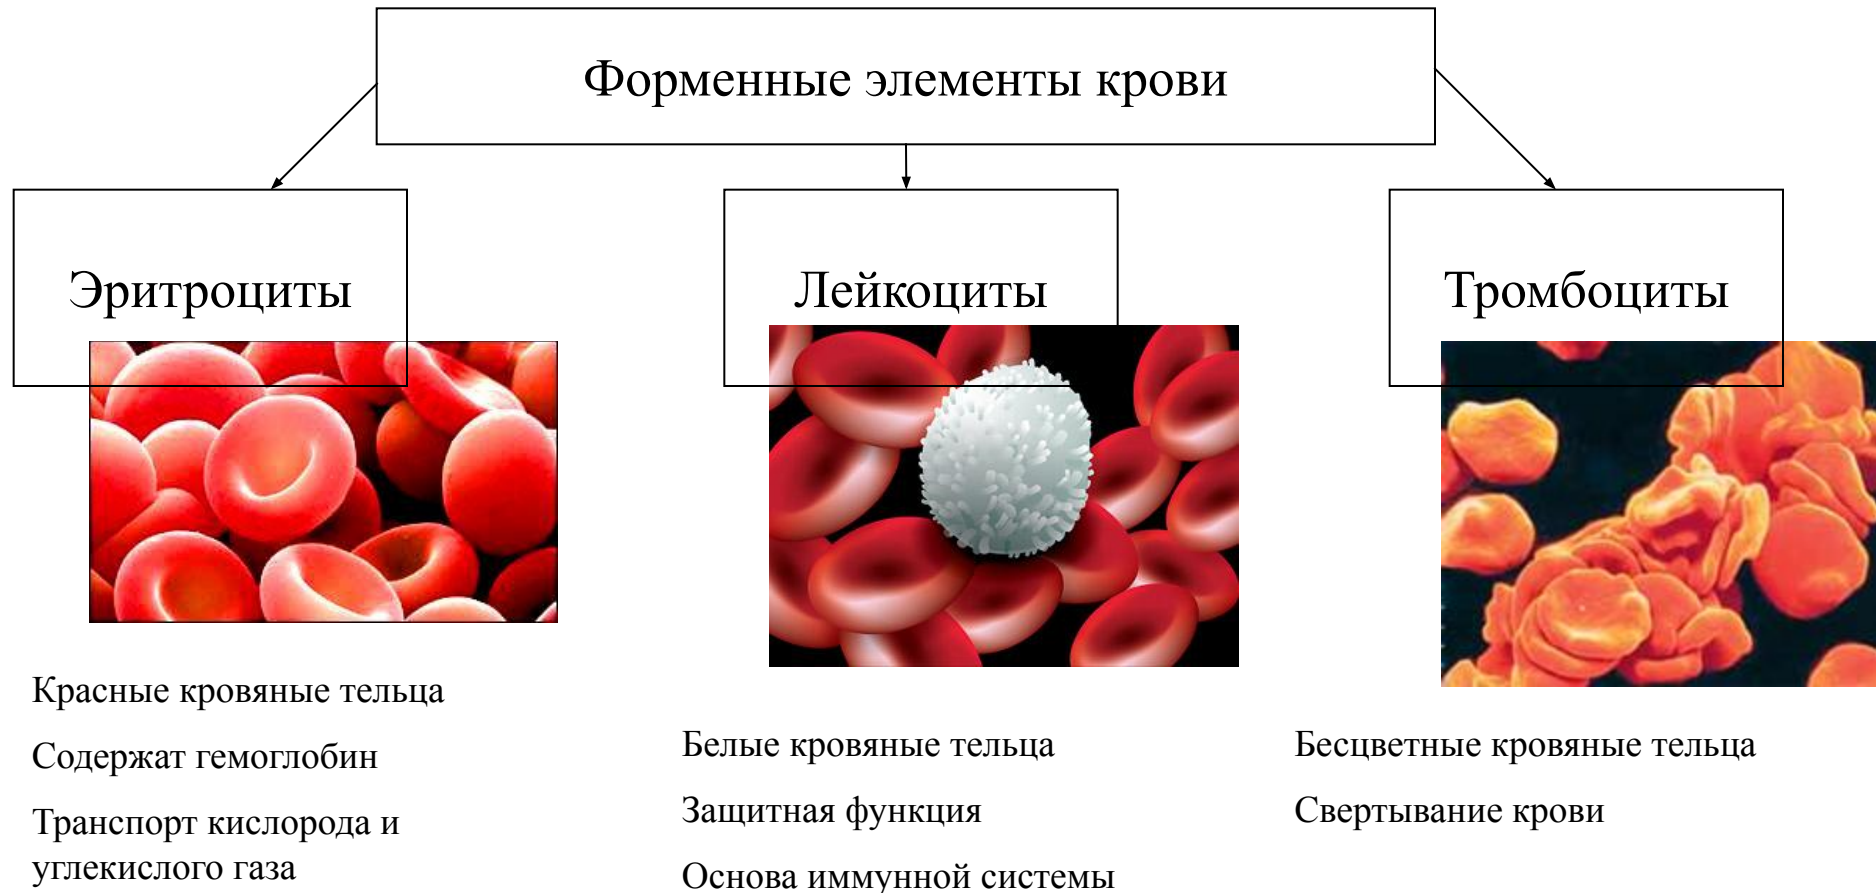 Форменные элементы крови
Эритроциты
Лейкоциты
Тромбоциты
Красные кровяные тельца
Содержат гемоглобин
Транспорт кислорода и
углекислого газа
Белые кровяные тельца
Защитная функция
Основа иммунной системы
Бесцветные кровяные тельца
Свертывание крови